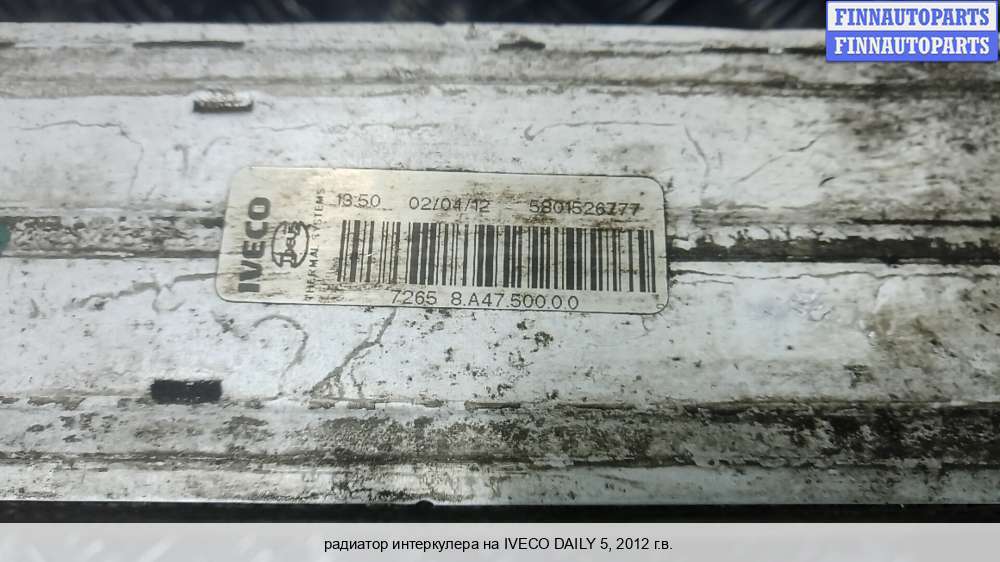 FINNAUTOPARTS
FINNAUTOPARTS
13:50 02/04/12 5801526777
IVECO
THERMAL SYSTEMS
7265 8.A47.500.0.0
радиатор интеркулера на IVECO DAILY 5, 2012 г.в.